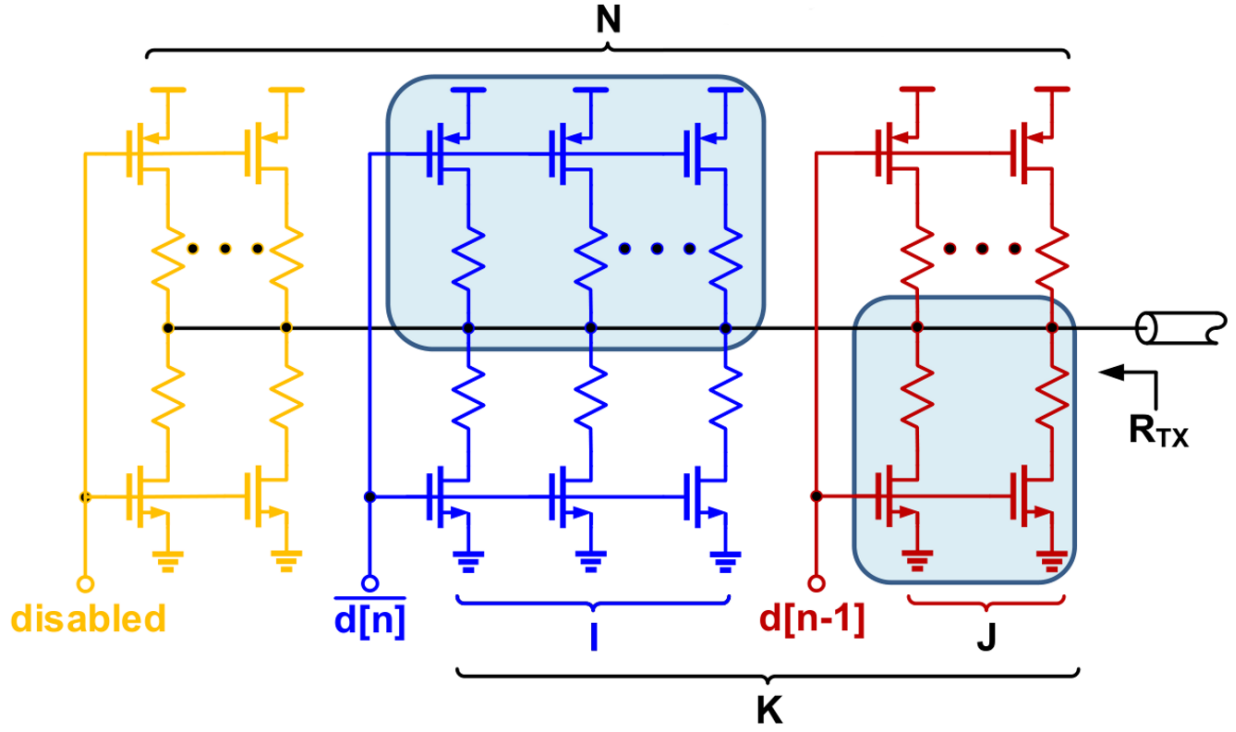 N
R_TX
disabled
d[n]
I
d[n-1]
J
K